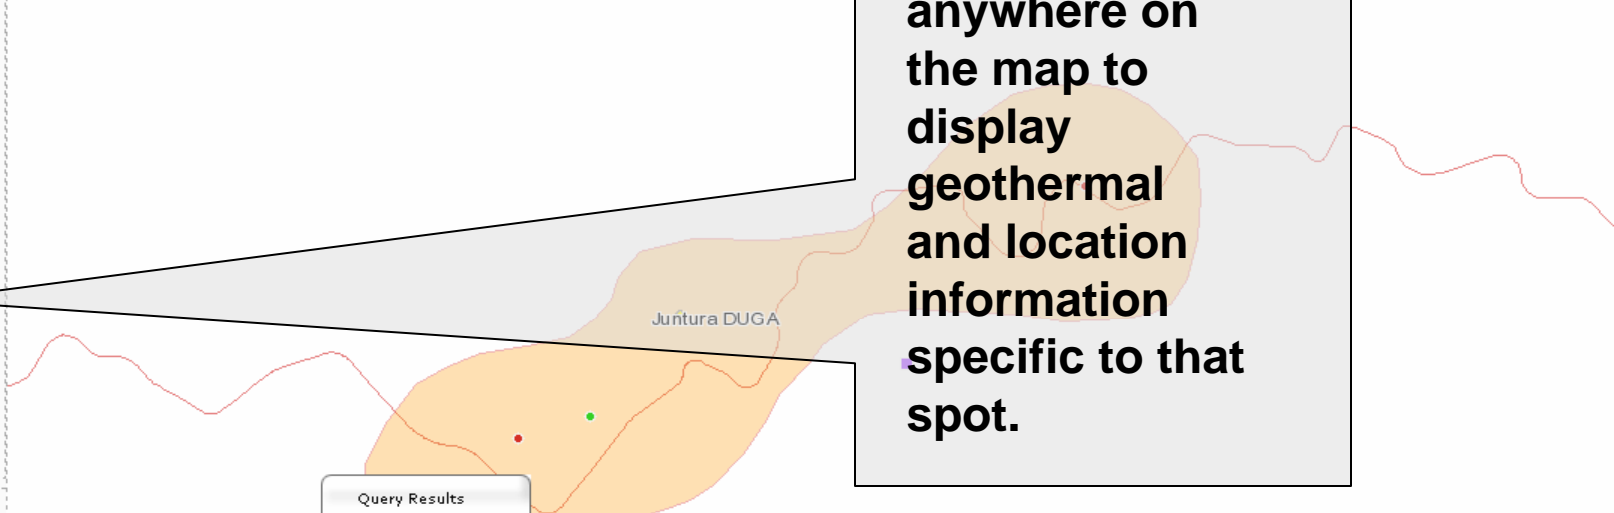 anywhere on
the map to
display
geothermal
and location
information
specific to that
spot.
Juntura DUGA
Query Results